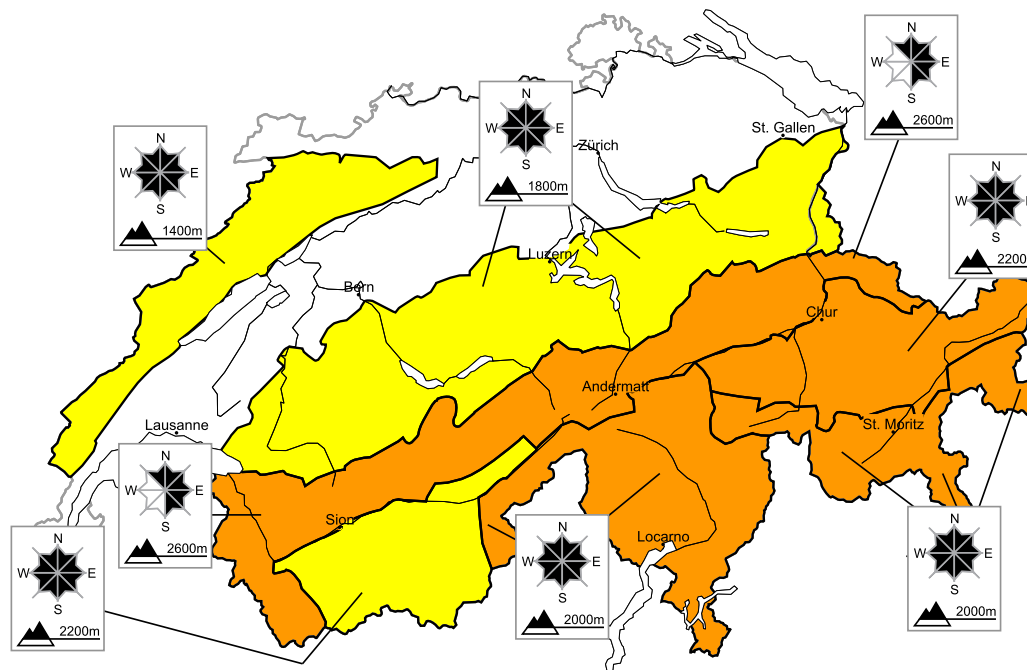 N
W E
S
2600m
N
W E
S
1800m
St. Gallen
Zürich
N
W E
S
1400m
N
W
S
2200
Luzern
Bern
Chur
Andermatt
St. Moritz
Lausanne
N
W E
S
2600m
Sion
Locarno
N
W E
S
2200m
N
W E
S
2000m
N
W E
S
2000m